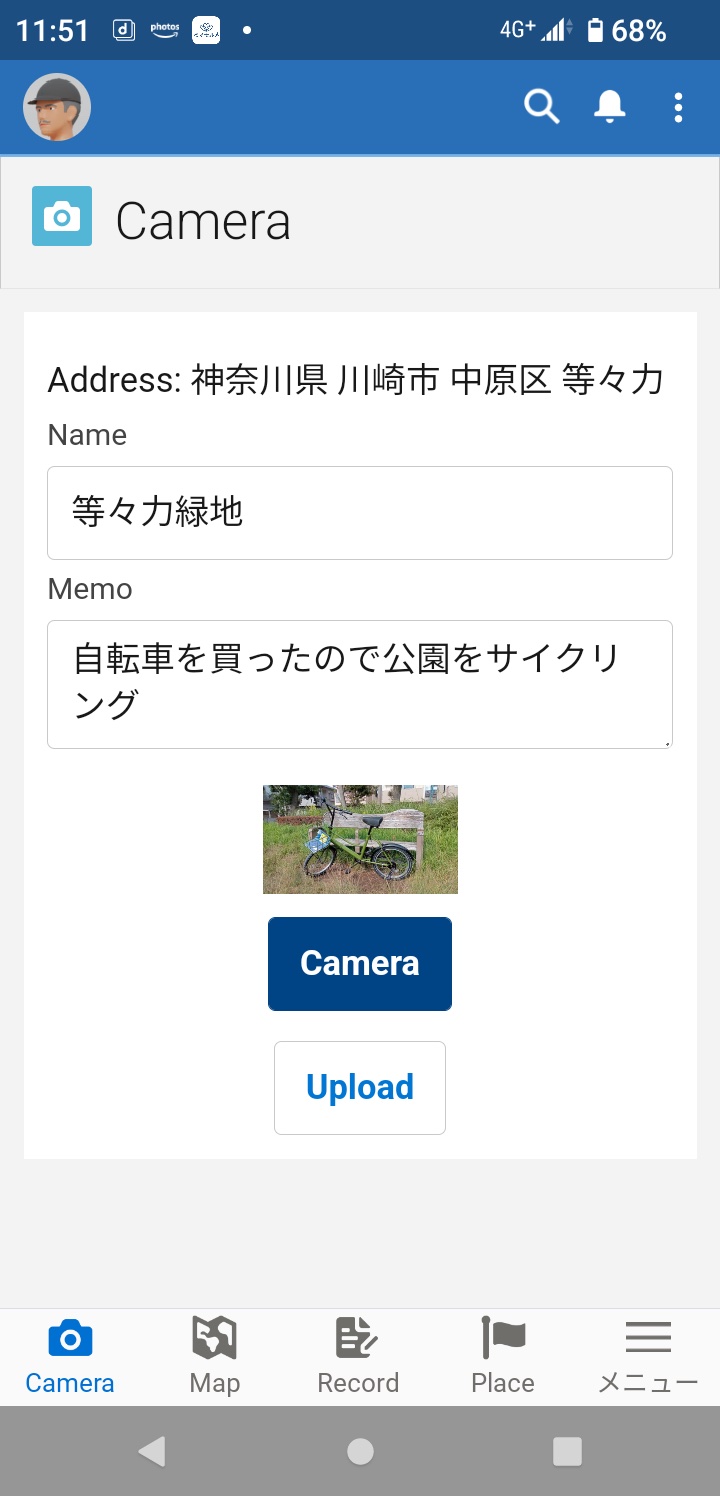 11:51
photos
4G+
68%
Camera
Address: 神奈川県 川崎市 中原区 等々力
Name
等々力緑地
Memo
自転車を買ったので公園をサイクリ
ング
Camera
Upload
Camera
Map
Record
Place
メニュー